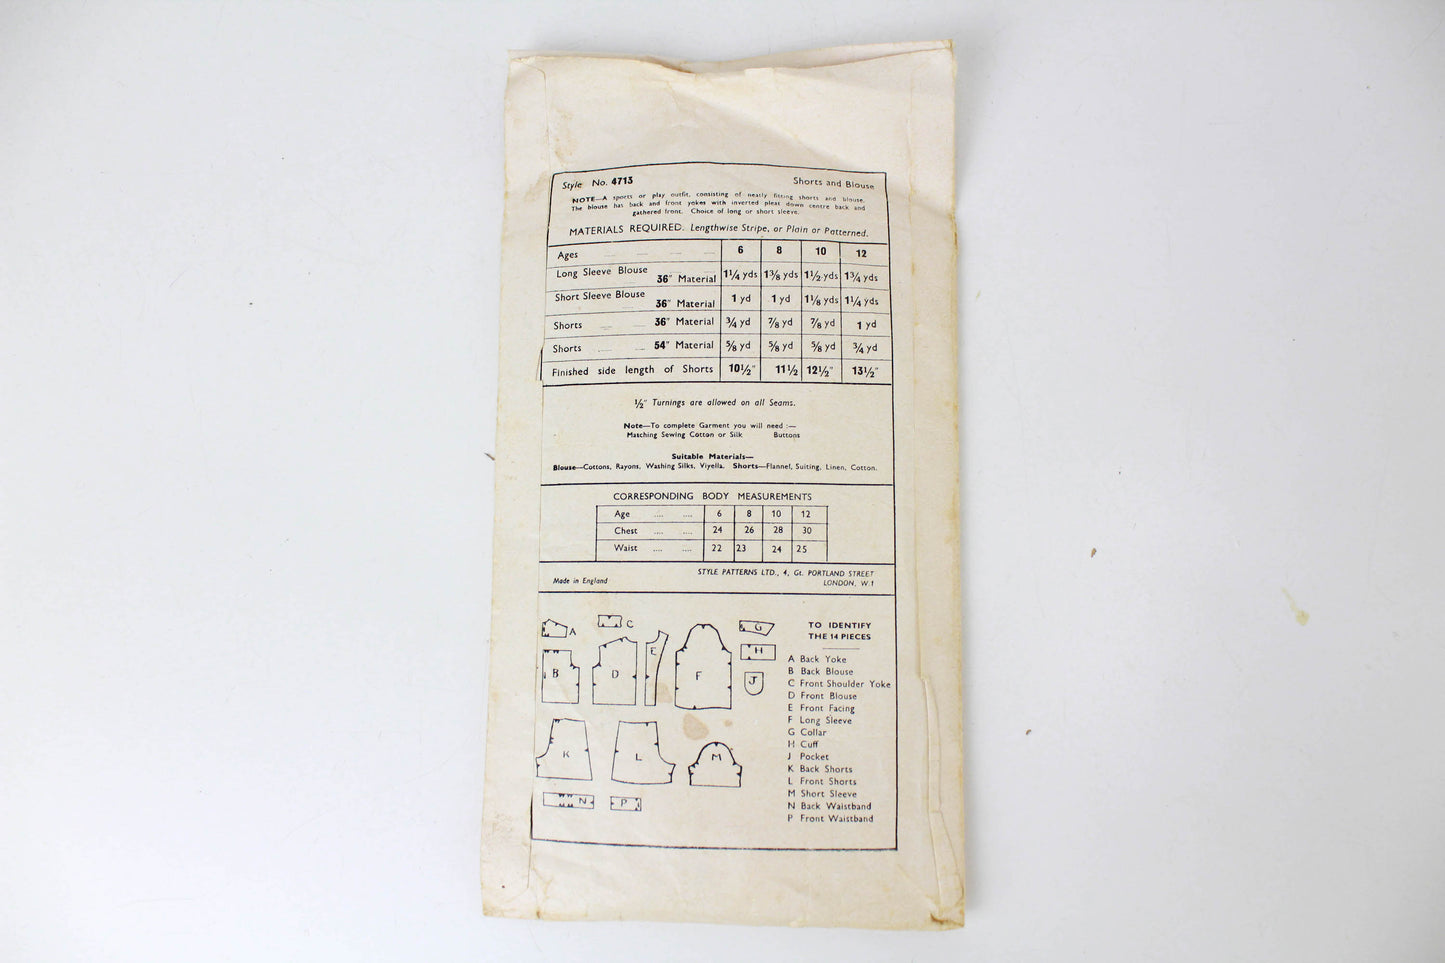 Style No. 4713 Shorts and Blouse
NOTE—A sports or play outfit, consisting of neatly fitting shorts and blouse.
The blouse has back and front yokes with inverted pleat down centre back and
gathered front. Choice of long or short sleeve.
MATERIALS REQUIRED. Lengthwise Stripe, or Plain or Patterned.
Ages 6 8 10 12
Long Sleeve Blouse 36" Material 1¼ yds 1⅜ yds 1½ yds 1¾ yds
Short Sleeve Blouse 36" Material 1 yd 1 yd 1⅛ yds 1¼ yds
Shorts 36" Material ¾ yd ⅞ yd ⅞ yd 1 yd
Shorts 54" Material ⅝ yd ⅝ yd ⅝ yd ¾ yd
Finished side length of Shorts 10½" 11½ 12½" 13½"
½" Turnings are allowed on all Seams.
Note—To complete Garment you will need :—
Matching Sewing Cotton or Silk Buttons
Suitable Materials—
Blouse—Cottons, Rayons, Washing Silks, Viyella. Shorts—Flannel, Suiting, Linen, Cotton.
CORRESPONDING BODY MEASUREMENTS
Age .... .... 6 8 10 12
Chest .... .... 24 26 28 30
Waist .... .... 22 23 24 25
STYLE PATTERNS LTD., 4, Gt. PORTLAND STREET
Made in England LONDON, W.1
TO IDENTIFY
THE 14 PIECES
A Back Yoke
B Back Blouse
C Front Shoulder Yoke
D Front Blouse
E Front Facing
F Long Sleeve
G Collar
H Cuff
J Pocket
K Back Shorts
L Front Shorts
M Short Sleeve
N Back Waistband
P Front Waistband
A
C
G
H
B
D
E
F
J
K
L
M
N
P